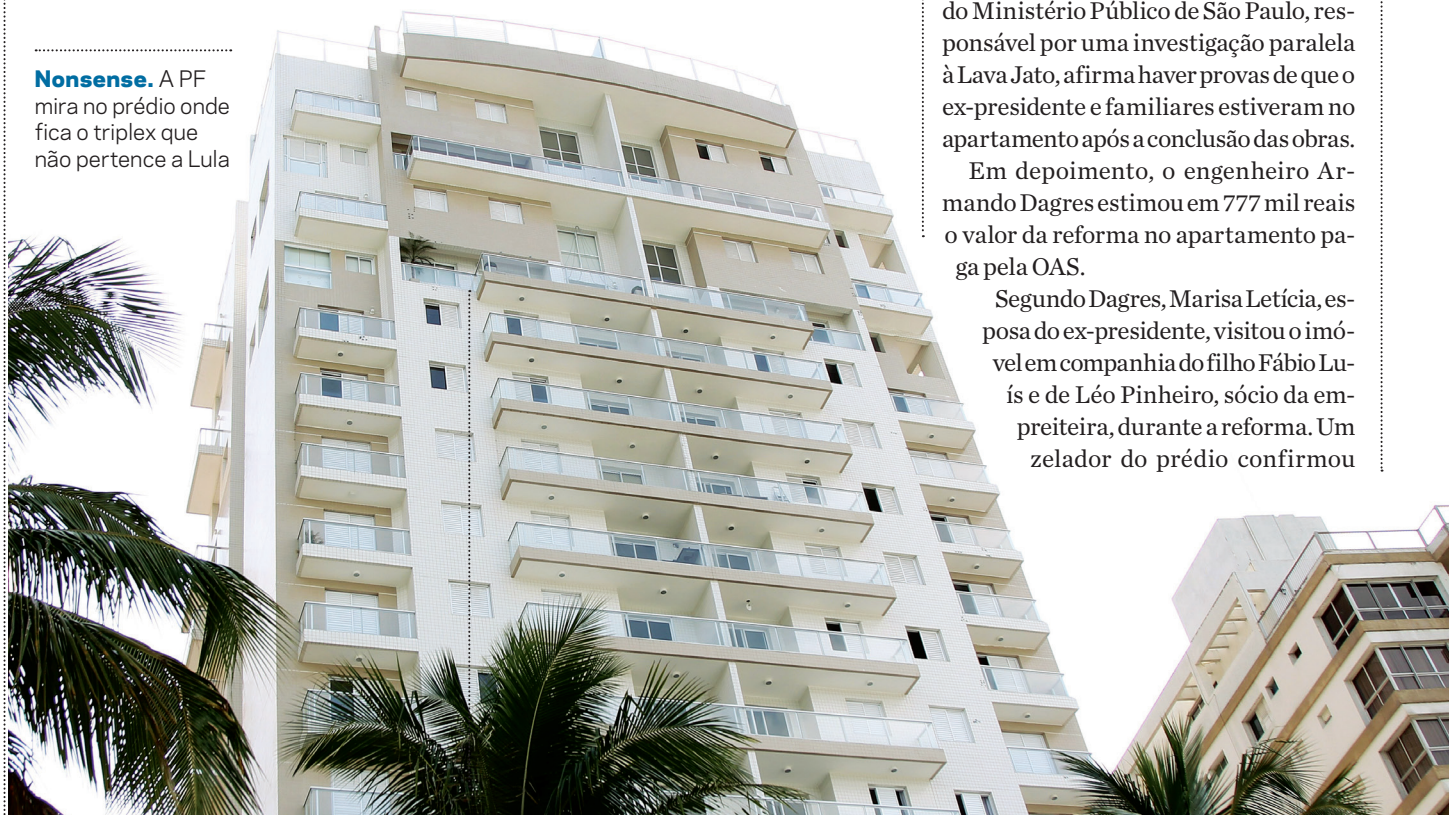 Nonsense. A PF
mira no prédio onde
fica o triplex que
não pertence a Lula
do Ministério Público de São Paulo, res-
ponsável por uma investigação paralela
à Lava Jato, afirma haver provas de que o
ex-presidente e familiares estiveram no
apartamento após a conclusão das obras.
Em depoimento, o engenheiro Ar-
mando Dagres estimou em 777 mil reais
o valor da reforma no apartamento pa-
ga pela OAS.
Segundo Dagres, Marisa Letícia, es-
posa do ex-presidente, visitou o imó-
vel em companhia do filho Fábio Lu-
ís e de Léo Pinheiro, sócio da em-
preiteira, durante a reforma. Um
zelador do prédio confirmou